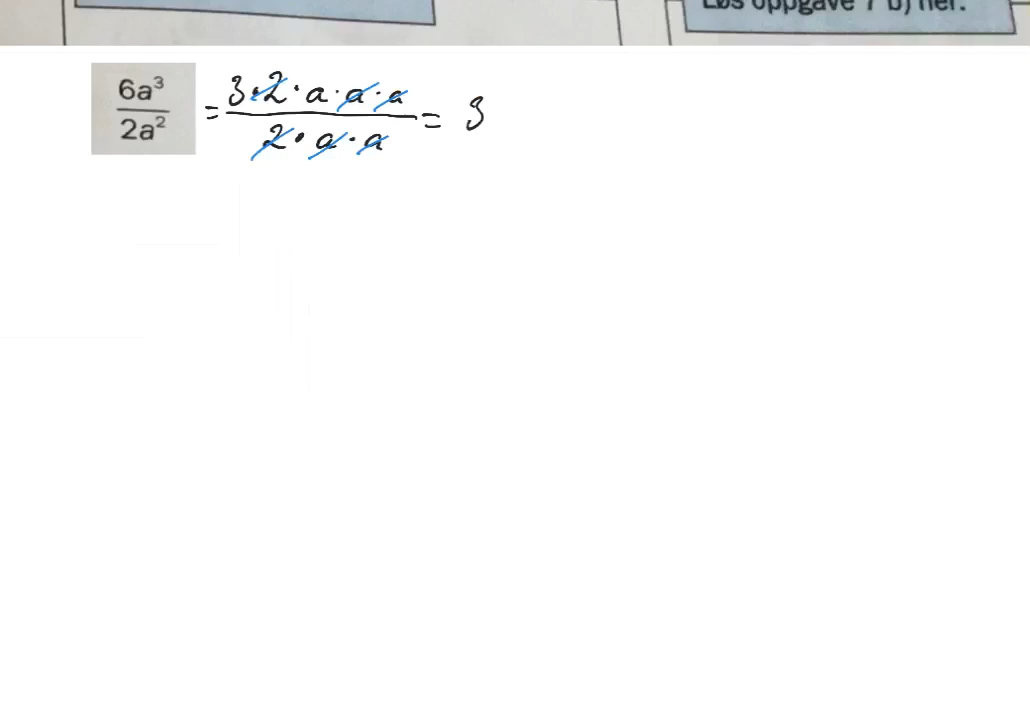 Løs oppgave 7 b) her.
6a³ / 2a² = 3·2·a·a·a / 2·a·a = 3